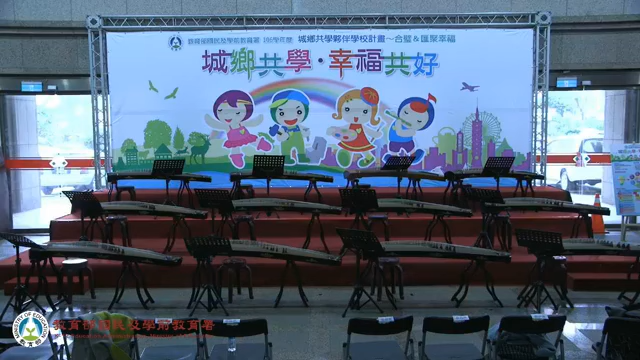 教育部國民及學前教育署 105學年度 城鄉共學夥伴學校計畫～合璧&匯聚幸福
城鄉共學·幸福共好
教育部國民及學前教育署